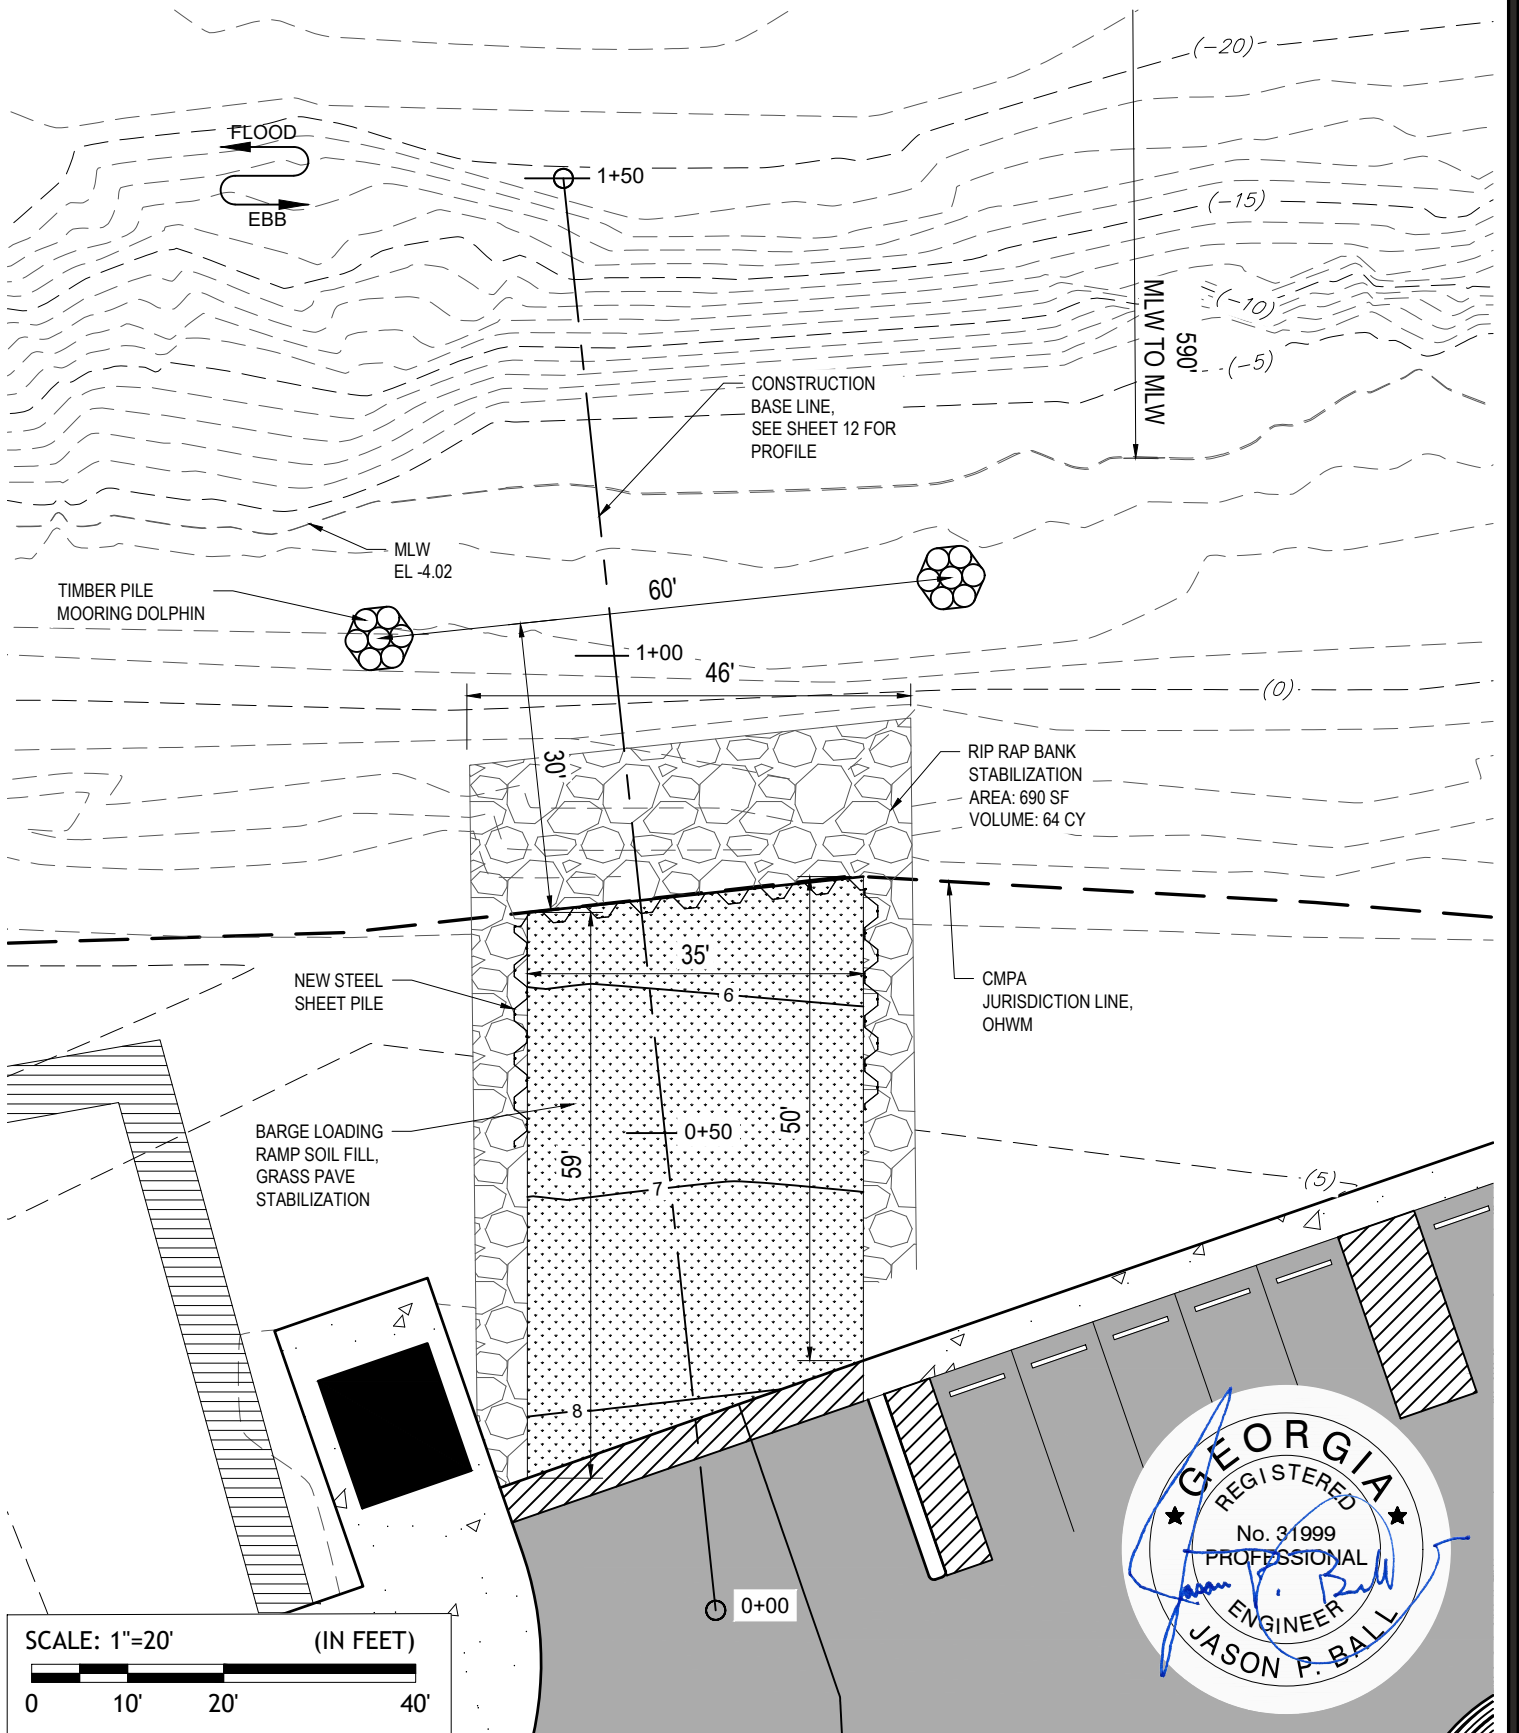 (-20)
FLOOD
EBB
1+50
(-15)
(-10)
(-5)
590'
MLW TO MLW
CONSTRUCTION
BASE LINE,
SEE SHEET 12 FOR
PROFILE
MLW
EL -4.02
TIMBER PILE
MOORING DOLPHIN
60'
1+00
46'
(0)
30'
RIP RAP BANK
STABILIZATION
AREA: 690 SF
VOLUME: 64 CY
35'
NEW STEEL
SHEET PILE
6
CMPA
JURISDICTION LINE,
OHWM
BARGE LOADING
RAMP SOIL FILL,
GRASS PAVE
STABILIZATION
0+50
50'
59'
7
(5)
8
0+00
GEORGIA
REGISTERED
No. 31999
PROFESSIONAL
Jason P. Ball
ENGINEER
JASON P. BALL
SCALE: 1"=20' (IN FEET)
0 10' 20' 40'